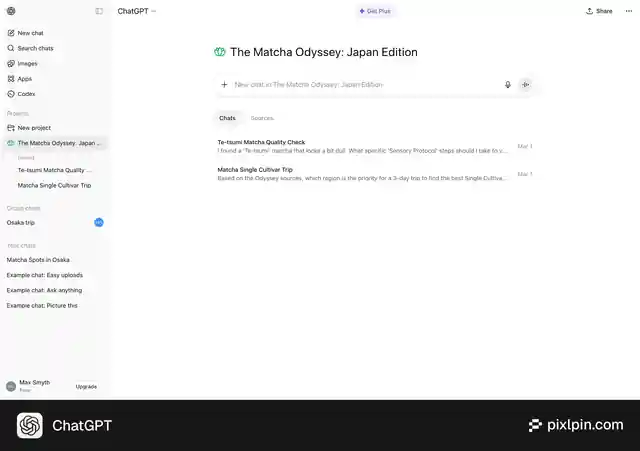 ChatGPT
Get Plus
Share
New chat
Search chats
Images
Apps
Codex
Projects
New project
The Matcha Odyssey: Japan ...
Te-tsumi Matcha Quality ...
Matcha Single Cultivar Trip
Group chats
Osaka trip
Your chats
Matcha Spots in Osaka
Example chat: Easy uploads
Example chat: Ask anything
Example chat: Picture this
Max Smyth
Free
Upgrade
The Matcha Odyssey: Japan Edition
New chat in The Matcha Odyssey: Japan Edition
Chats
Sources
Te-tsumi Matcha Quality Check
I found a 'Te-tsumi' matcha that looks a bit dull. What specific 'Sensory Protocol' steps should I take to v...
Mar 1
Matcha Single Cultivar Trip
Based on the Odyssey sources, which region is the priority for a 3-day trip to find the best Single Cultiva...
Mar 1
ChatGPT
pixlpin.com